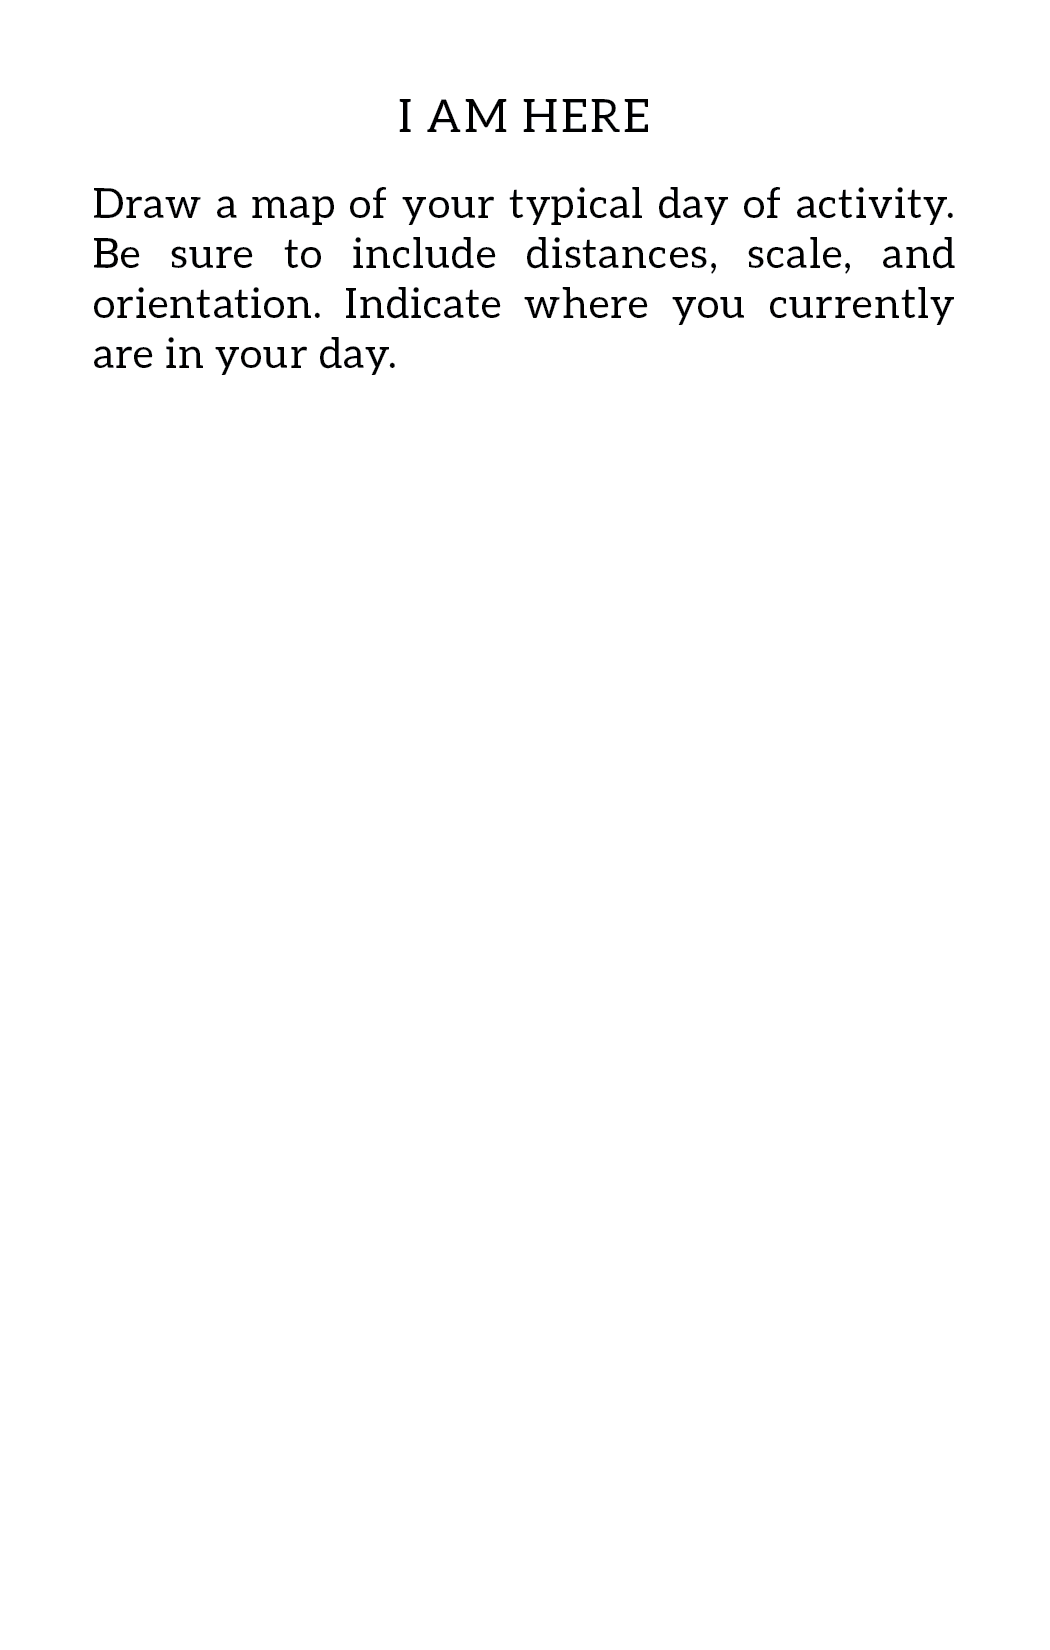 I AM HERE
Draw a map of your typical day of activity.
Be sure to include distances, scale, and
orientation. Indicate where you currently
are in your day.